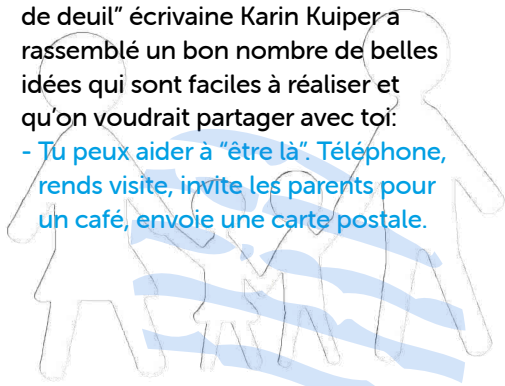 de deuil” écrivaine Karin Kuiper a
rassemblé un bon nombre de belles
idées qui sont faciles à réaliser et
qu’on voudrait partager avec toi:
- Tu peux aider à “être là”. Téléphone,
rends visite, invite les parents pour
un café, envoie une carte postale.